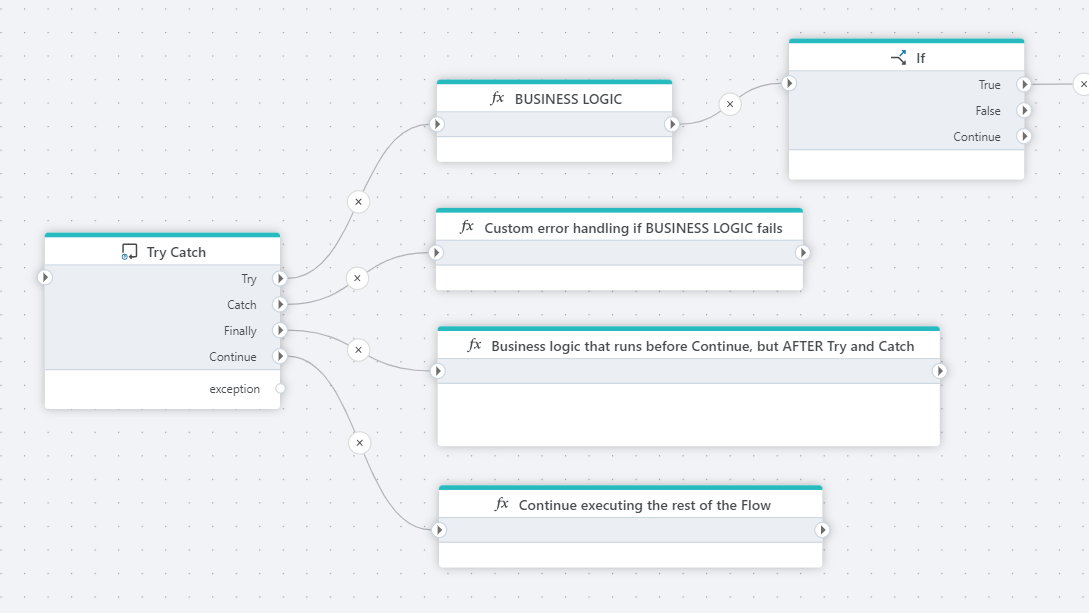 If
True
False
Continue
fx BUSINESS LOGIC
fx Custom error handling if BUSINESS LOGIC fails
Try Catch
Try
Catch
Finally
Continue
exception
fx Business logic that runs before Continue, but AFTER Try and Catch
fx Continue executing the rest of the Flow